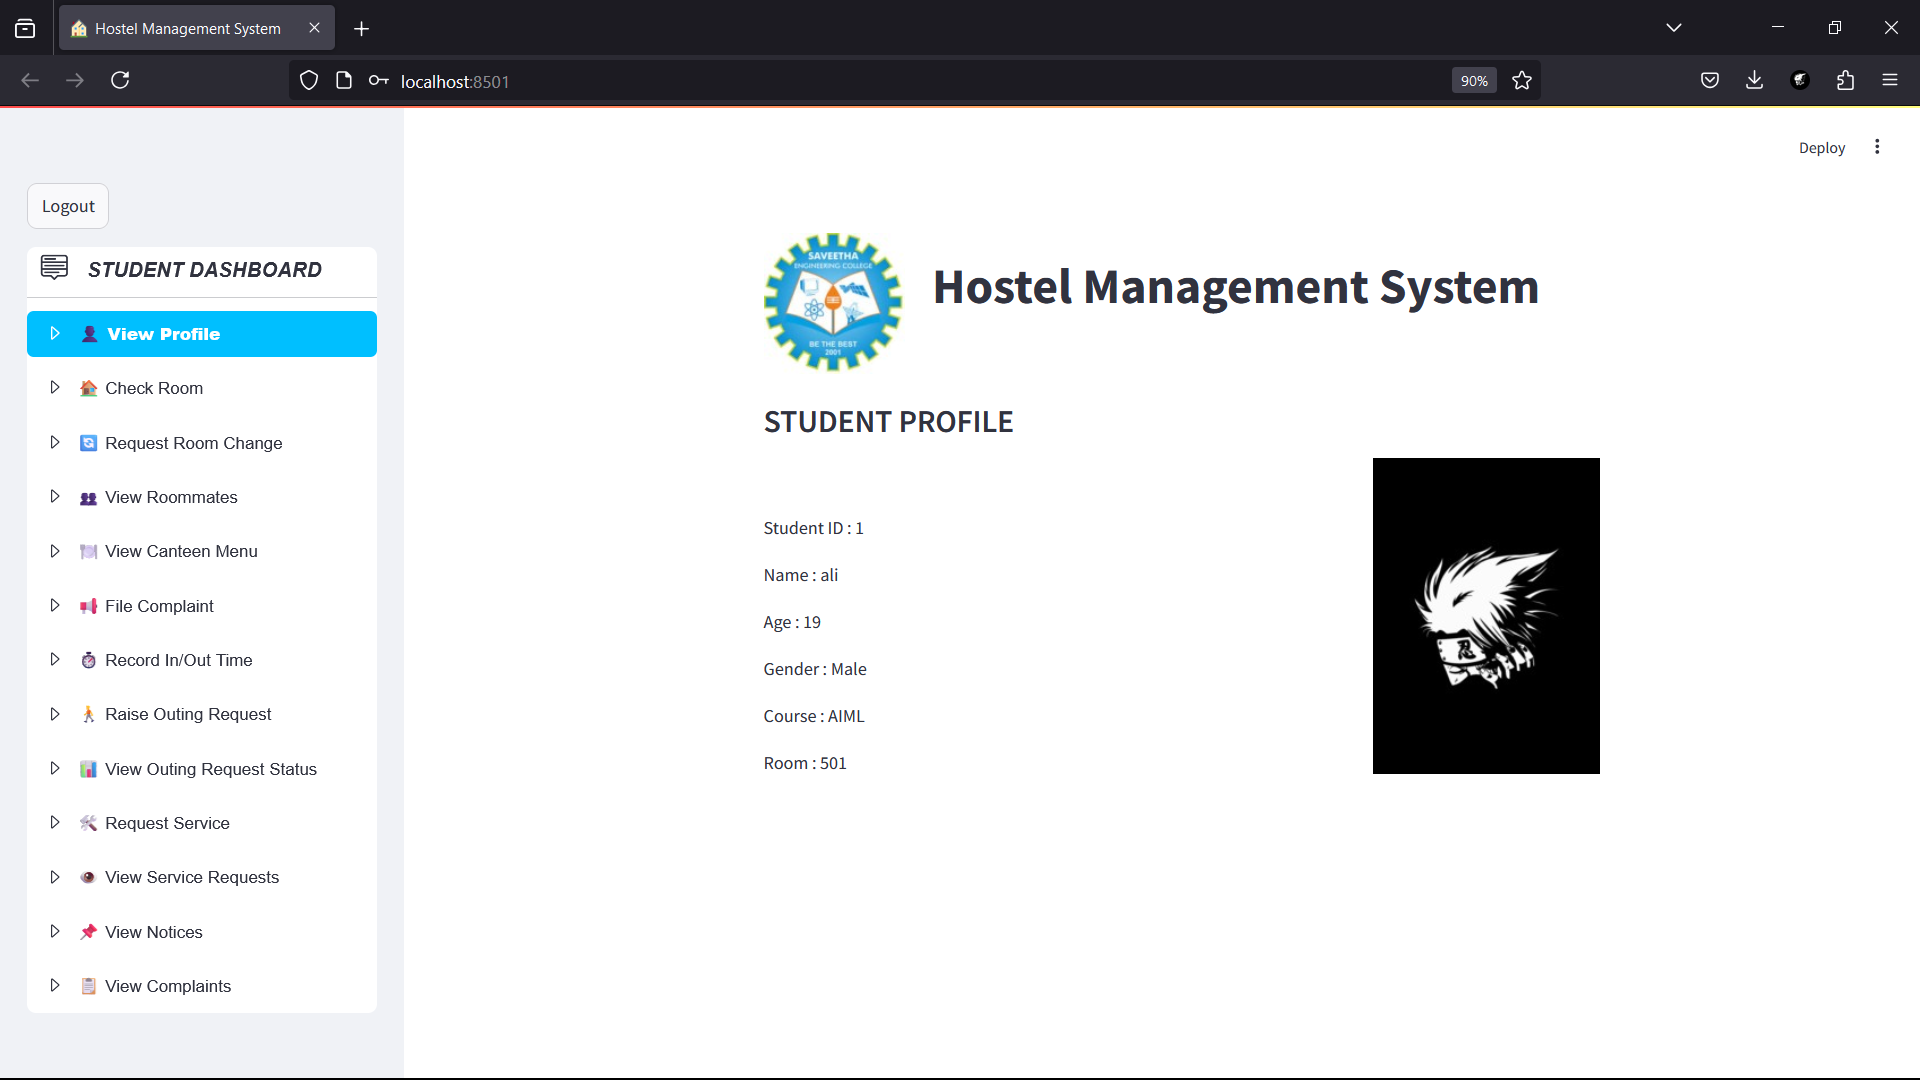 Hostel Management System
localhost:8501
90%
Deploy
Logout
STUDENT DASHBOARD
View Profile
Check Room
Request Room Change
View Roommates
View Canteen Menu
File Complaint
Record In/Out Time
Raise Outing Request
View Outing Request Status
Request Service
View Service Requests
View Notices
View Complaints
SAVEETHA
ENGINEERING COLLEGE
BE THE BEST
2001
Hostel Management System
STUDENT PROFILE
Student ID : 1
Name : ali
Age : 19
Gender : Male
Course : AIML
Room : 501